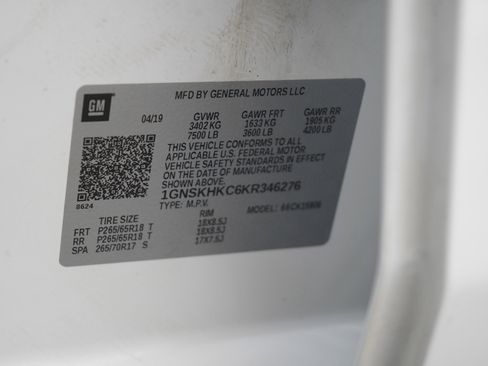 GM
MFD BY GENERAL MOTORS LLC
04/19 GVWR GAWR FRT GAWR RR
3402 KG 1633 KG 1905 KG
7500 LB 3600 LB 4200 LB
THIS VEHICLE CONFORMS TO ALL
APPLICABLE U.S. FEDERAL MOTOR
VEHICLE SAFETY STANDARDS IN EFFECT
ON THE DATE OF MANUFACTURE
SHOWN ABOVE.
1GNSKHKC6KR346276
8624 TYPE: M.P.V. MODEL:
TIRE SIZE RIM
FRT P265/65R18 T 18X8.5J
RR P265/65R18 T 18X8.5J
SPA 265/70R17 S 17X7.5J